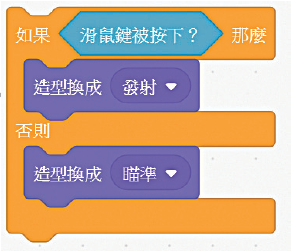 如果 滑鼠鍵被按下？ 那麼
造型換成 發射
否則
造型換成 瞄準